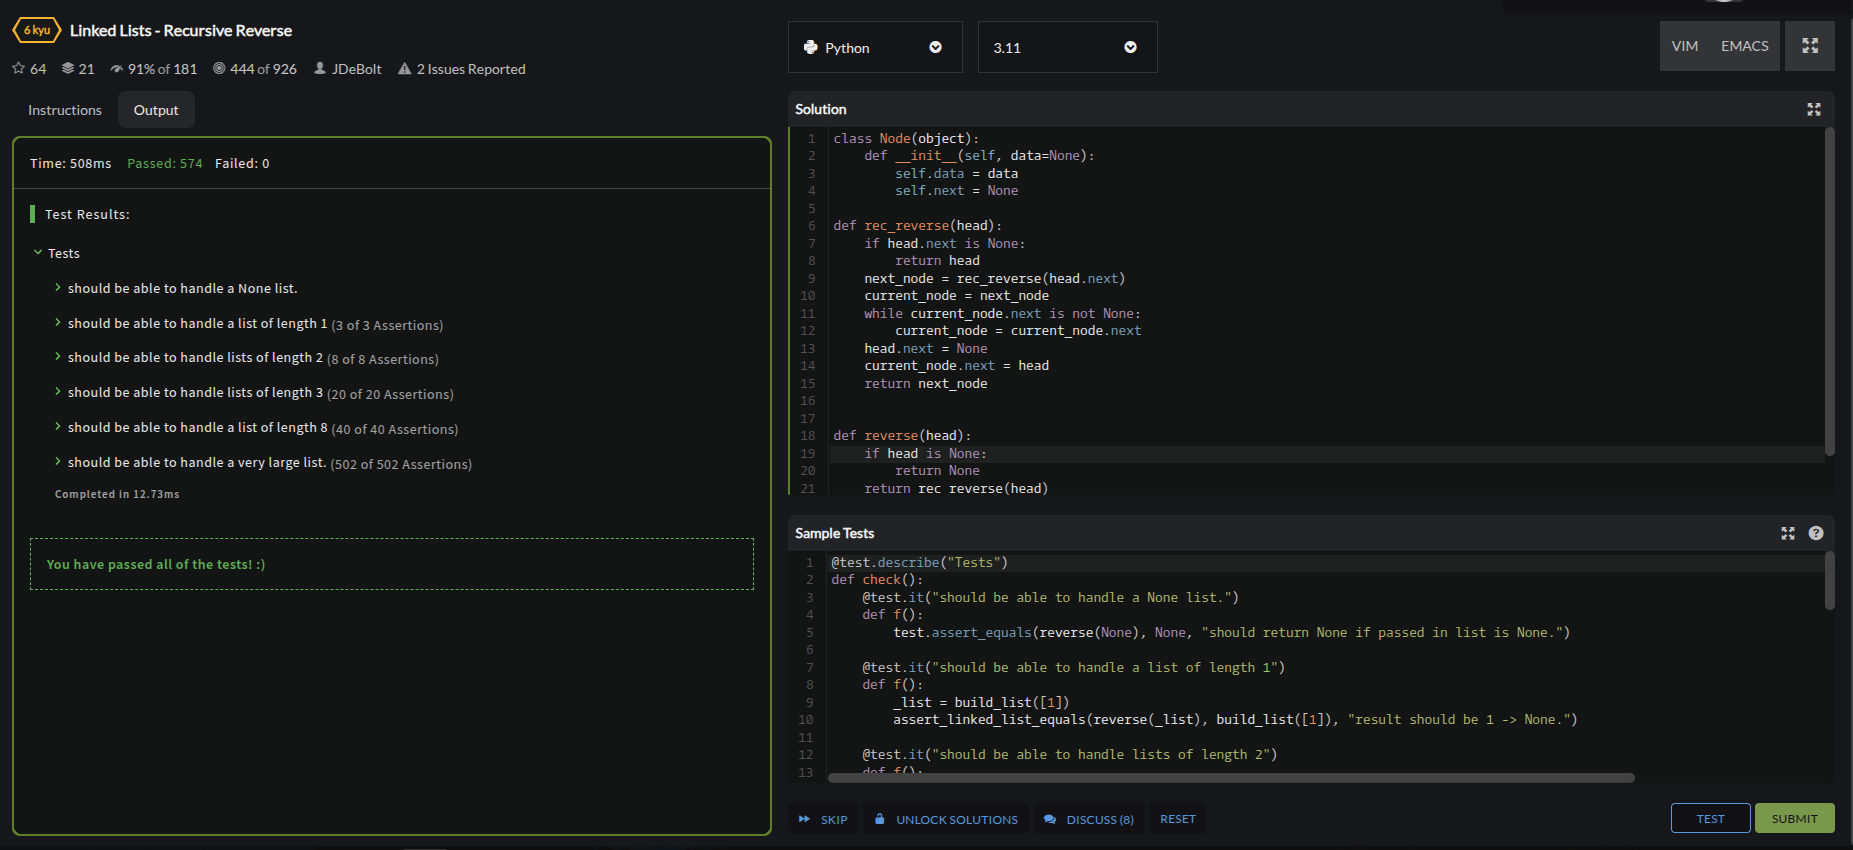 6 kyu Linked Lists - Recursive Reverse
64 21 91% of 181 444 of 926 JDeBolt 2 Issues Reported
Instructions Output
Time: 508ms Passed: 574 Failed: 0
Test Results:
Tests
should be able to handle a None list.
should be able to handle a list of length 1 (3 of 3 Assertions)
should be able to handle lists of length 2 (8 of 8 Assertions)
should be able to handle lists of length 3 (20 of 20 Assertions)
should be able to handle a list of length 8 (40 of 40 Assertions)
should be able to handle a very large list. (502 of 502 Assertions)
Completed in 12.73ms
You have passed all of the tests! :)
Python 3.11 VIM EMACS
Solution
1 class Node(object):
2     def __init__(self, data=None):
3         self.data = data
4         self.next = None
5
6 def rec_reverse(head):
7     if head.next is None:
8         return head
9     next_node = rec_reverse(head.next)
10     current_node = next_node
11     while current_node.next is not None:
12         current_node = current_node.next
13     head.next = None
14     current_node.next = head
15     return next_node
16
17
18 def reverse(head):
19     if head is None:
20         return None
21     return rec_reverse(head)
Sample Tests
1 @test.describe("Tests")
2 def check():
3     @test.it("should be able to handle a None list.")
4     def f():
5         test.assert_equals(reverse(None), None, "should return None if passed in list is None.")
6
7     @test.it("should be able to handle a list of length 1")
8     def f():
9         _list = build_list([1])
10         assert_linked_list_equals(reverse(_list), build_list([1]), "result should be 1 -> None.")
11
12     @test.it("should be able to handle lists of length 2")
13     def f():
SKIP UNLOCK SOLUTIONS DISCUSS (8) RESET TEST SUBMIT